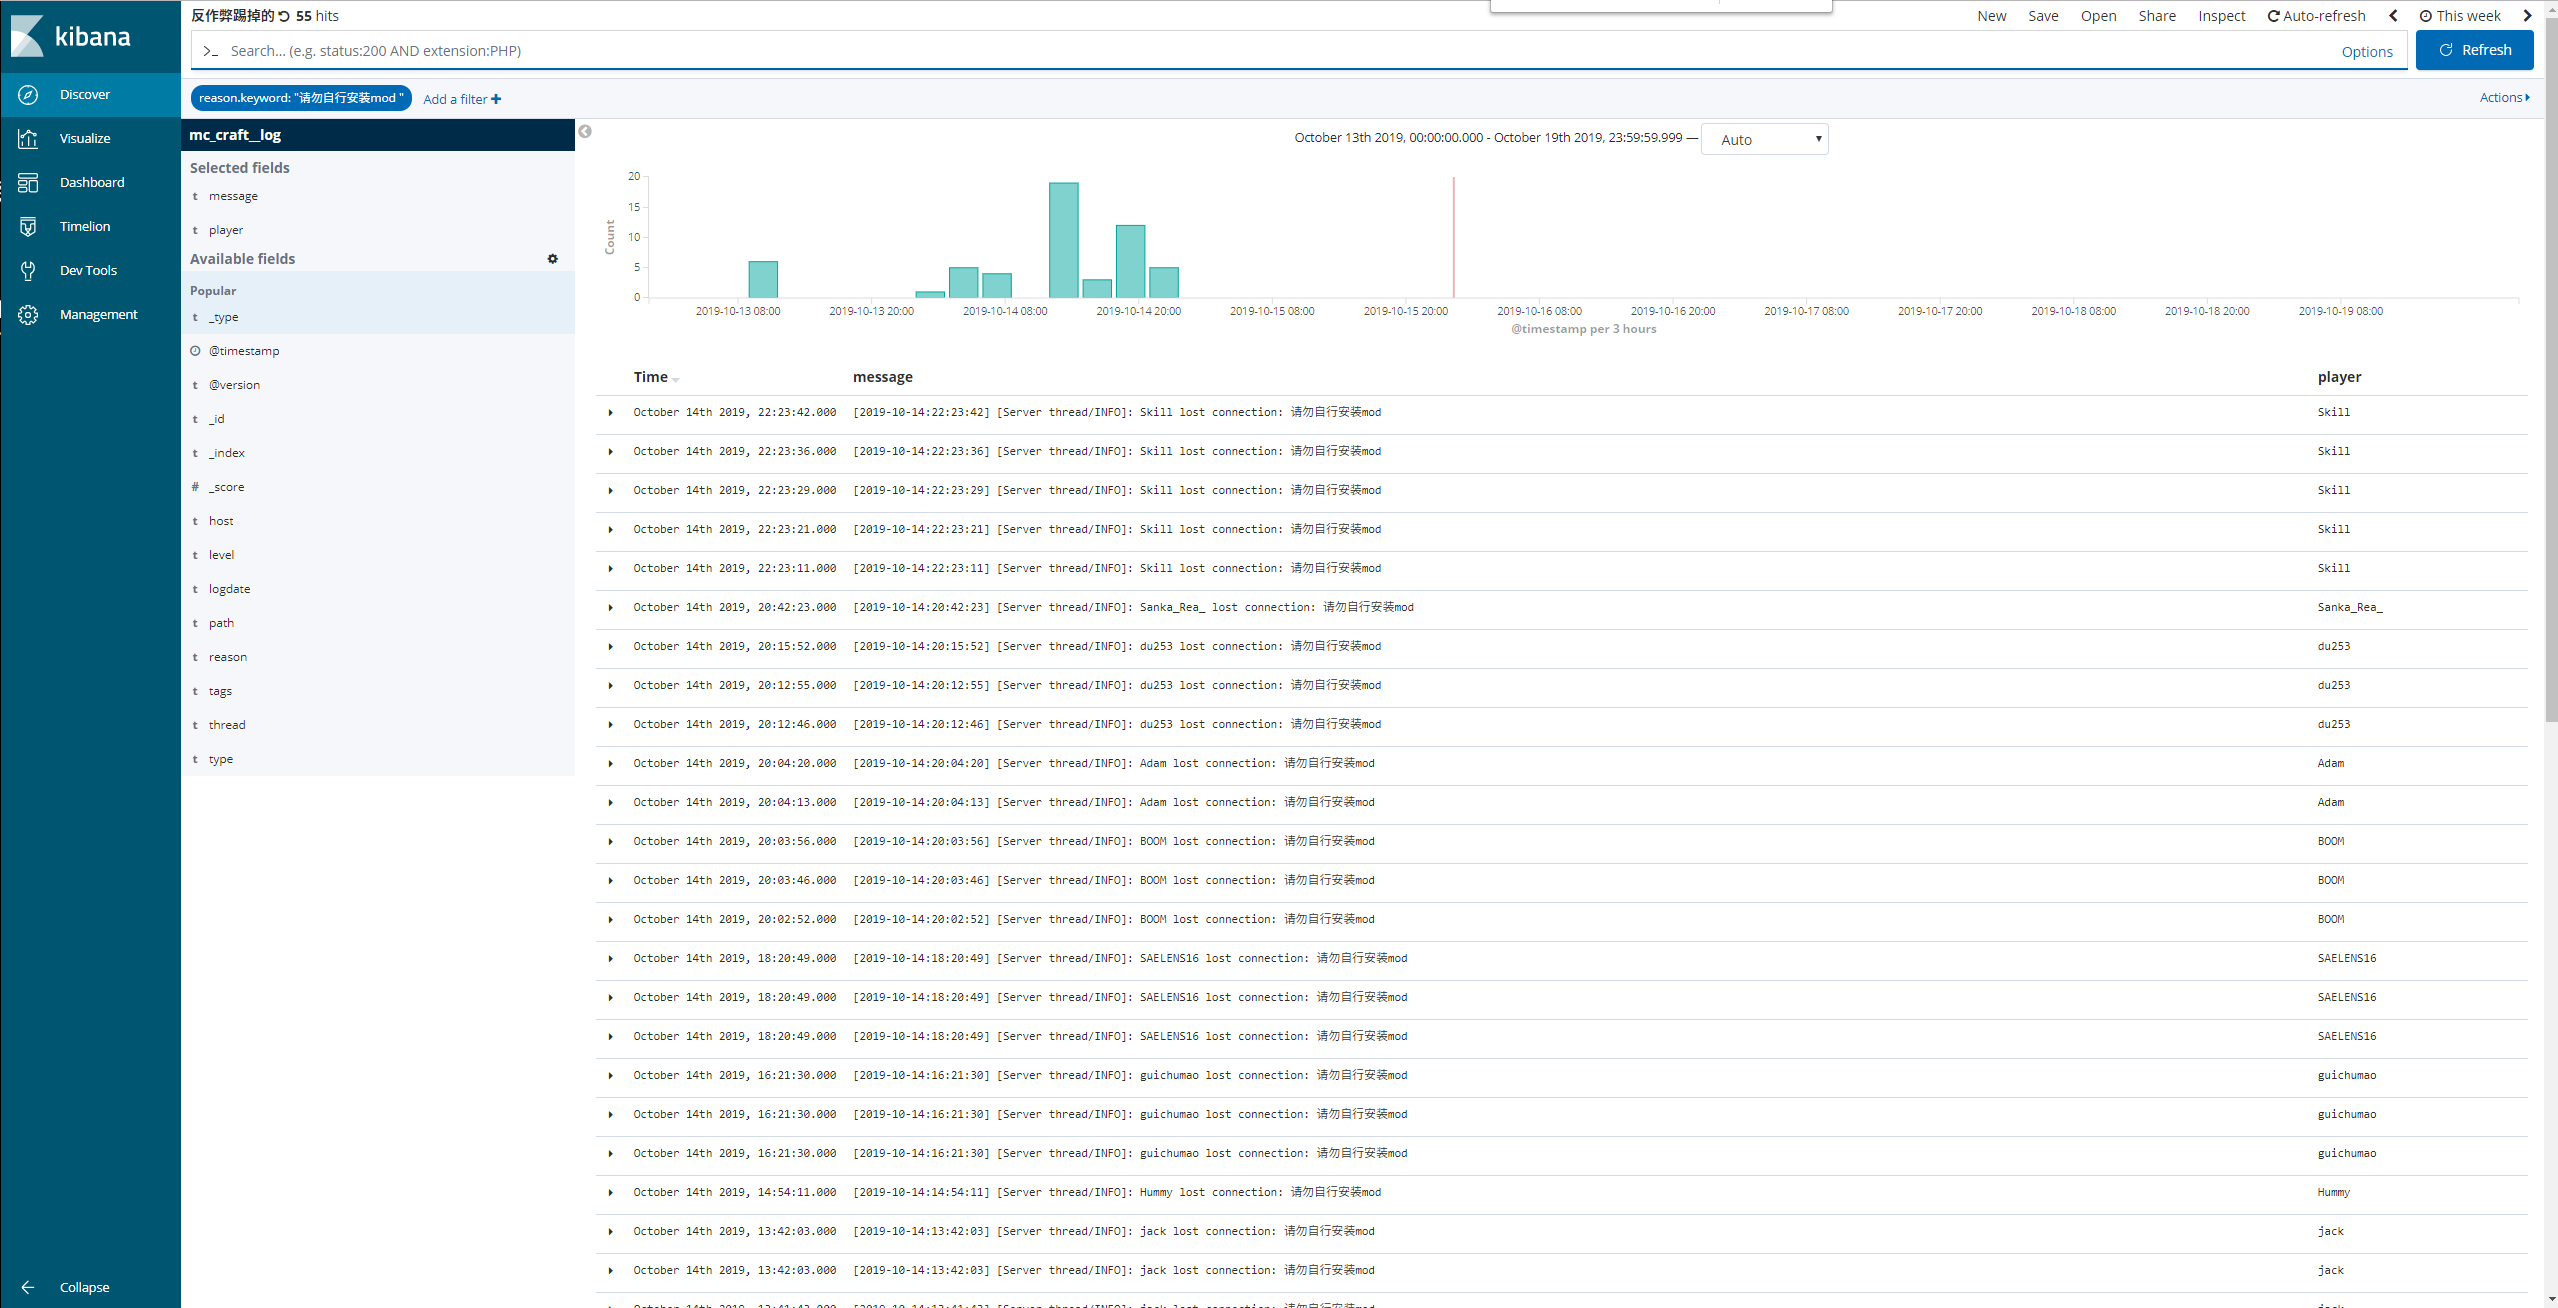 kibana
Discover
Visualize
Dashboard
Timelion
Dev Tools
Management
Collapse
反作弊踢掉的 55 hits
New Save Open Share Inspect Auto-refresh This week
>_ Search... (e.g. status:200 AND extension:PHP) Options Refresh
reason.keyword: "请勿自行安装mod " Add a filter + Actions
mc_craft__log
Selected fields
t message
t player
Available fields
Popular
t _type
@timestamp
t @version
t _id
t _index
# _score
t host
t level
t logdate
t path
t reason
t tags
t thread
t type
October 13th 2019, 00:00:00.000 - October 19th 2019, 23:59:59.999 — Auto
20
15
10
5
0
Count
2019-10-13 08:00 2019-10-13 20:00 2019-10-14 08:00 2019-10-14 20:00 2019-10-15 08:00 2019-10-15 20:00 2019-10-16 08:00 2019-10-16 20:00 2019-10-17 08:00 2019-10-17 20:00 2019-10-18 08:00 2019-10-18 20:00 2019-10-19 08:00
@timestamp per 3 hours
Time message player
October 14th 2019, 22:23:42.000 [2019-10-14:22:23:42] [Server thread/INFO]: Skill lost connection: 请勿自行安装mod Skill
October 14th 2019, 22:23:36.000 [2019-10-14:22:23:36] [Server thread/INFO]: Skill lost connection: 请勿自行安装mod Skill
October 14th 2019, 22:23:29.000 [2019-10-14:22:23:29] [Server thread/INFO]: Skill lost connection: 请勿自行安装mod Skill
October 14th 2019, 22:23:21.000 [2019-10-14:22:23:21] [Server thread/INFO]: Skill lost connection: 请勿自行安装mod Skill
October 14th 2019, 22:23:11.000 [2019-10-14:22:23:11] [Server thread/INFO]: Skill lost connection: 请勿自行安装mod Skill
October 14th 2019, 20:42:23.000 [2019-10-14:20:42:23] [Server thread/INFO]: Sanka_Rea_ lost connection: 请勿自行安装mod Sanka_Rea_
October 14th 2019, 20:15:52.000 [2019-10-14:20:15:52] [Server thread/INFO]: du253 lost connection: 请勿自行安装mod du253
October 14th 2019, 20:12:55.000 [2019-10-14:20:12:55] [Server thread/INFO]: du253 lost connection: 请勿自行安装mod du253
October 14th 2019, 20:12:46.000 [2019-10-14:20:12:46] [Server thread/INFO]: du253 lost connection: 请勿自行安装mod du253
October 14th 2019, 20:04:20.000 [2019-10-14:20:04:20] [Server thread/INFO]: Adam lost connection: 请勿自行安装mod Adam
October 14th 2019, 20:04:13.000 [2019-10-14:20:04:13] [Server thread/INFO]: Adam lost connection: 请勿自行安装mod Adam
October 14th 2019, 20:03:56.000 [2019-10-14:20:03:56] [Server thread/INFO]: BOOM lost connection: 请勿自行安装mod BOOM
October 14th 2019, 20:03:46.000 [2019-10-14:20:03:46] [Server thread/INFO]: BOOM lost connection: 请勿自行安装mod BOOM
October 14th 2019, 20:02:52.000 [2019-10-14:20:02:52] [Server thread/INFO]: BOOM lost connection: 请勿自行安装mod BOOM
October 14th 2019, 18:20:49.000 [2019-10-14:18:20:49] [Server thread/INFO]: SAELENS16 lost connection: 请勿自行安装mod SAELENS16
October 14th 2019, 18:20:49.000 [2019-10-14:18:20:49] [Server thread/INFO]: SAELENS16 lost connection: 请勿自行安装mod SAELENS16
October 14th 2019, 18:20:49.000 [2019-10-14:18:20:49] [Server thread/INFO]: SAELENS16 lost connection: 请勿自行安装mod SAELENS16
October 14th 2019, 16:21:30.000 [2019-10-14:16:21:30] [Server thread/INFO]: guichumao lost connection: 请勿自行安装mod guichumao
October 14th 2019, 16:21:30.000 [2019-10-14:16:21:30] [Server thread/INFO]: guichumao lost connection: 请勿自行安装mod guichumao
October 14th 2019, 16:21:30.000 [2019-10-14:16:21:30] [Server thread/INFO]: guichumao lost connection: 请勿自行安装mod guichumao
October 14th 2019, 14:54:11.000 [2019-10-14:14:54:11] [Server thread/INFO]: Hummy lost connection: 请勿自行安装mod Hummy
October 14th 2019, 13:42:03.000 [2019-10-14:13:42:03] [Server thread/INFO]: jack lost connection: 请勿自行安装mod jack
October 14th 2019, 13:42:03.000 [2019-10-14:13:42:03] [Server thread/INFO]: jack lost connection: 请勿自行安装mod jack